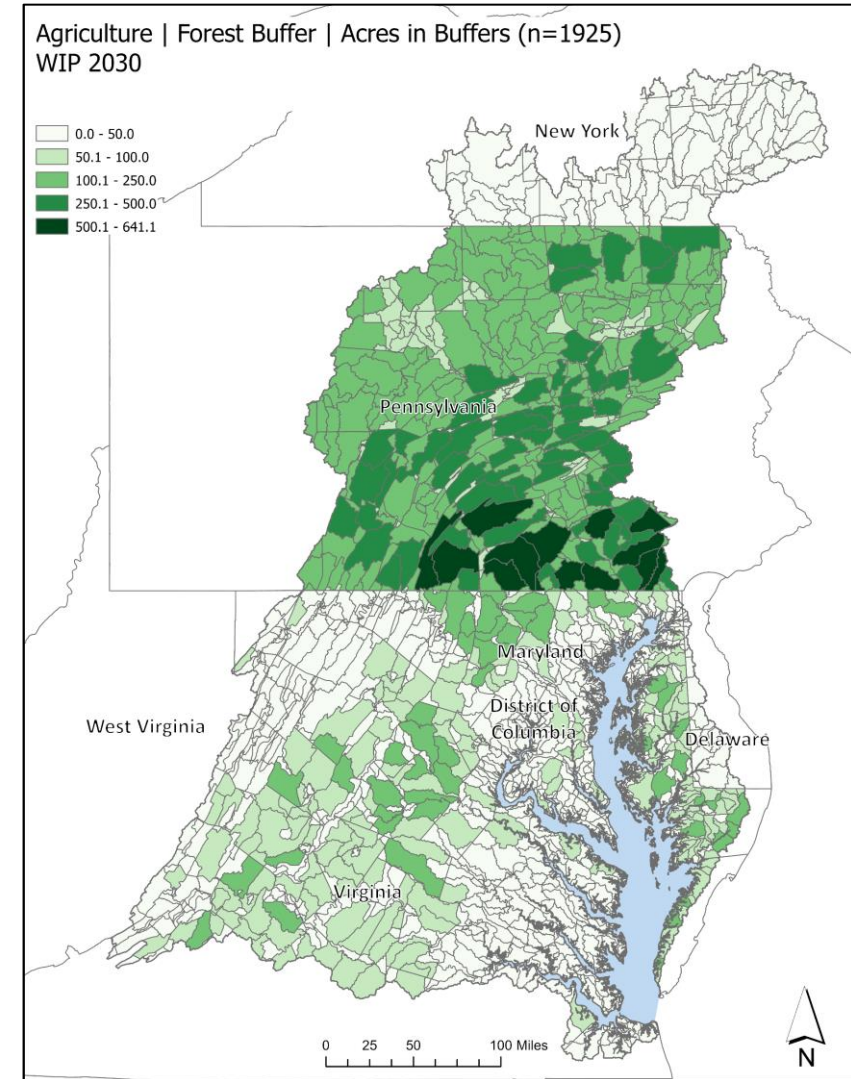 Agriculture | Forest Buffer | Acres in Buffers (n=1925)
WIP 2030
0.0 - 50.0
50.1 - 100.0
100.1 - 250.0
250.1 - 500.0
500.1 - 641.1
New York
Pennsylvania
Maryland
District of
Columbia
West Virginia
Delaware
Virginia
0 25 50 100 Miles
N